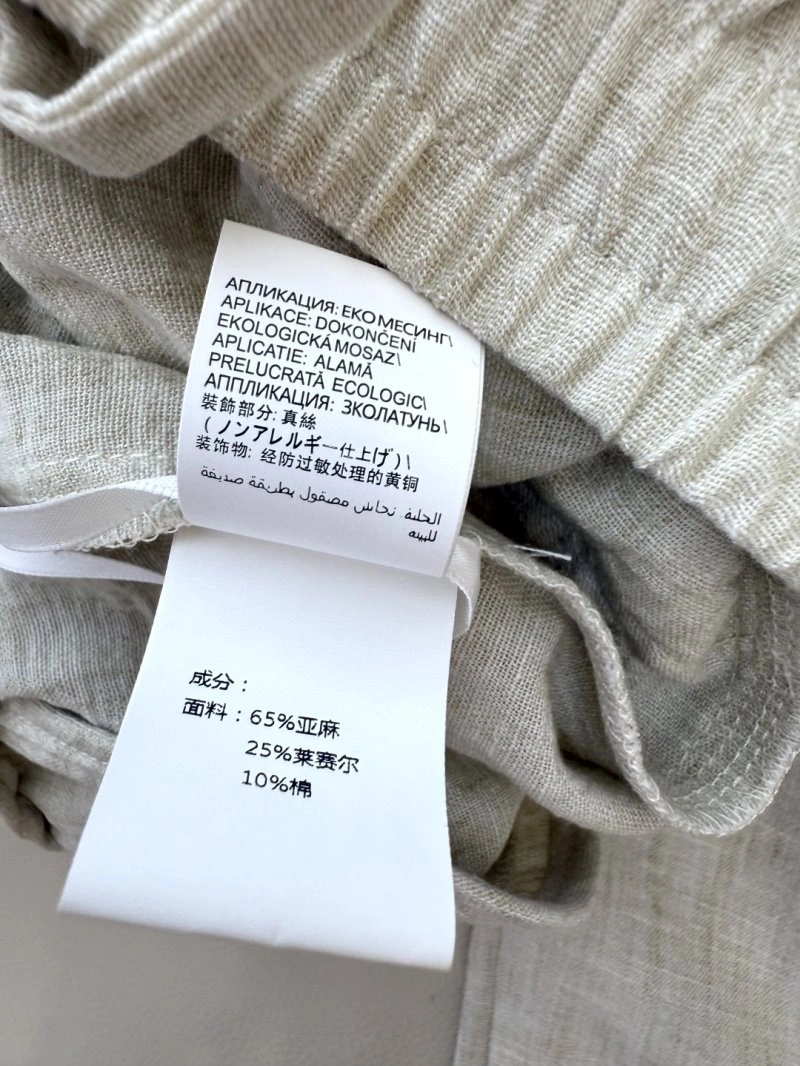 АПЛИКАЦИЯ: ЕКО МЕСИНГ\
APLIKACE: DOKONČENÍ
EKOLOGICKÁ MOSAZ\
APLICATIE: ALAMĂ
PRELUCRATĂ ECOLOGIC\
АППЛИКАЦИЯ: ЗКОЛАТУНЬ\
装飾部分: 真絲
(ノンアレルギー仕上げ)\
装饰物: 经防过敏处理的黄铜
الحلية: نحاس مصقول بطريقة صديقة
للبيئة
成分：
面料：65%亚麻
25%莱赛尔
10%棉